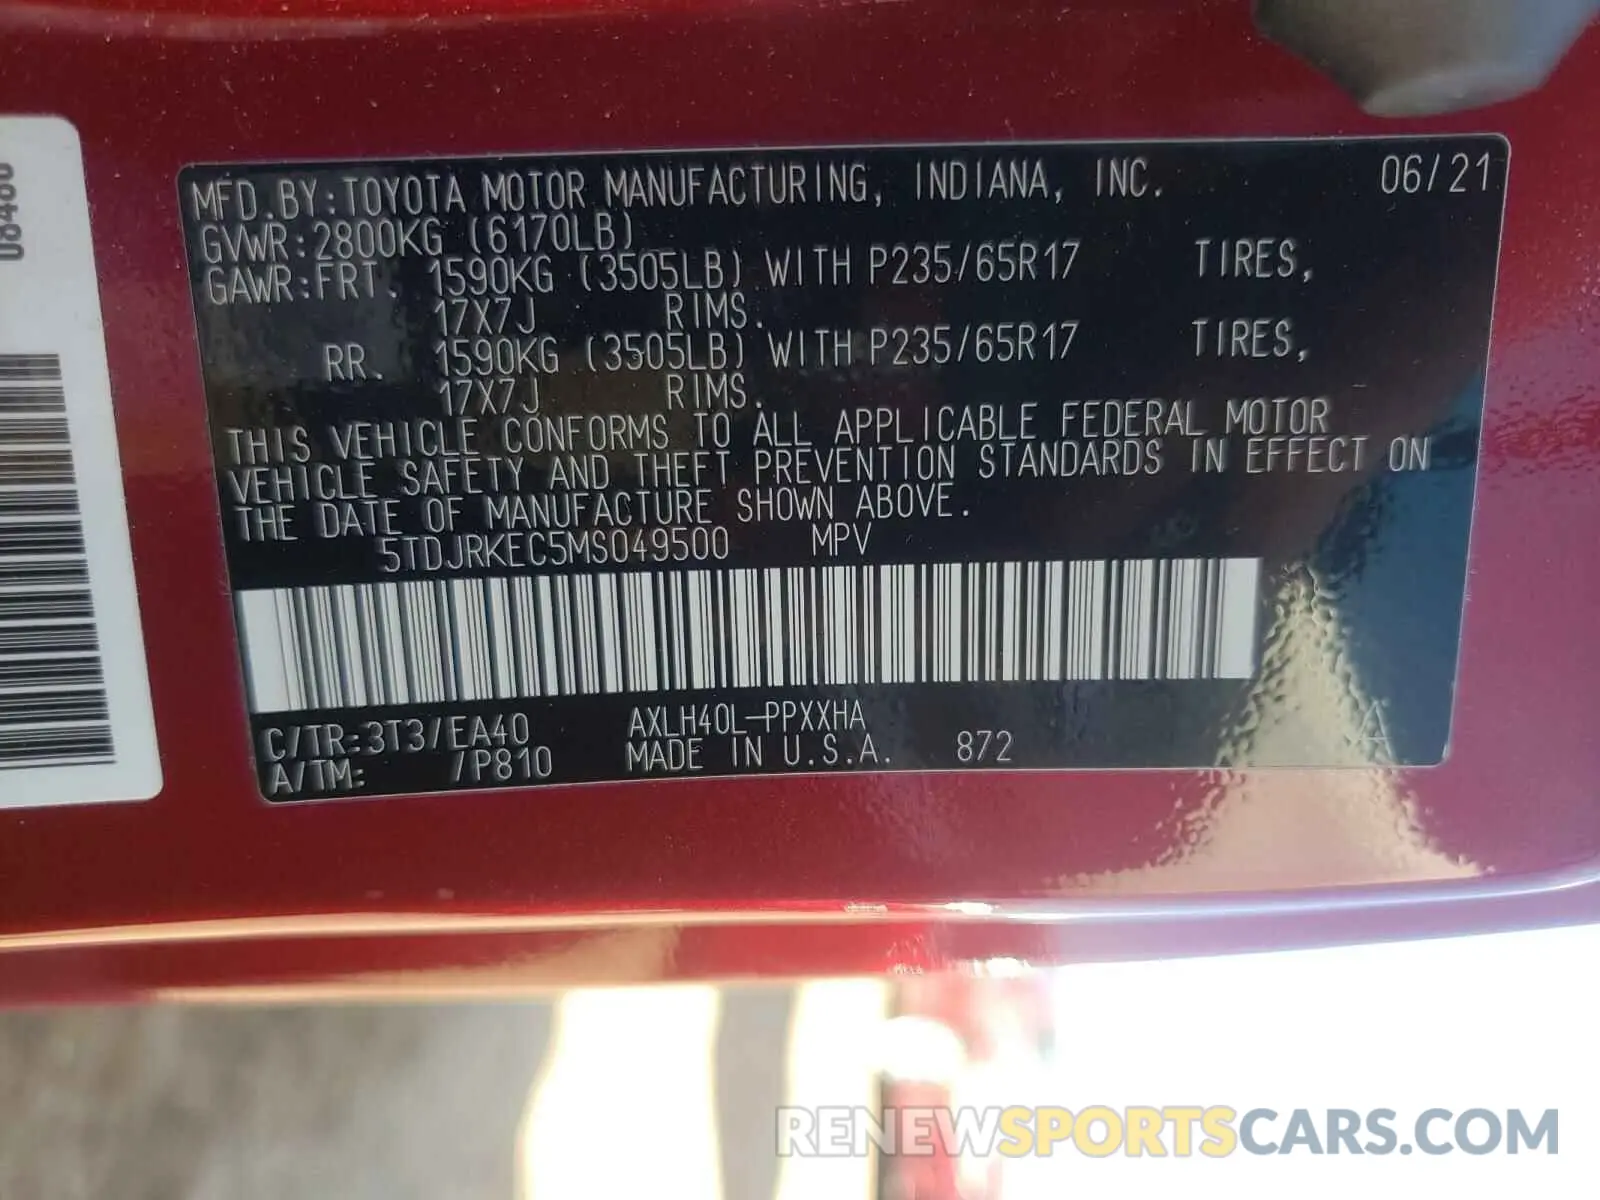 MFD.BY:TOYOTA MOTOR MANUFACTURING, INDIANA, INC. 06/21
GVWR:2800KG (6170LB)
GAWR:FRT. 1590KG (3505LB) WITH P235/65R17 TIRES,
17X7J RIMS.
RR. 1590KG (3505LB) WITH P235/65R17 TIRES,
17X7J RIMS.
THIS VEHICLE CONFORMS TO ALL APPLICABLE FEDERAL MOTOR
VEHICLE SAFETY AND THEFT PREVENTION STANDARDS IN EFFECT ON
THE DATE OF MANUFACTURE SHOWN ABOVE.
5TDJRKEC5MS049500 MPV
C/TR:3T3/EA40 AXLH40L-PPXXHA
A/TM: /P810 MADE IN U.S.A. 872
A
RENEWSPORTSCARS.COM